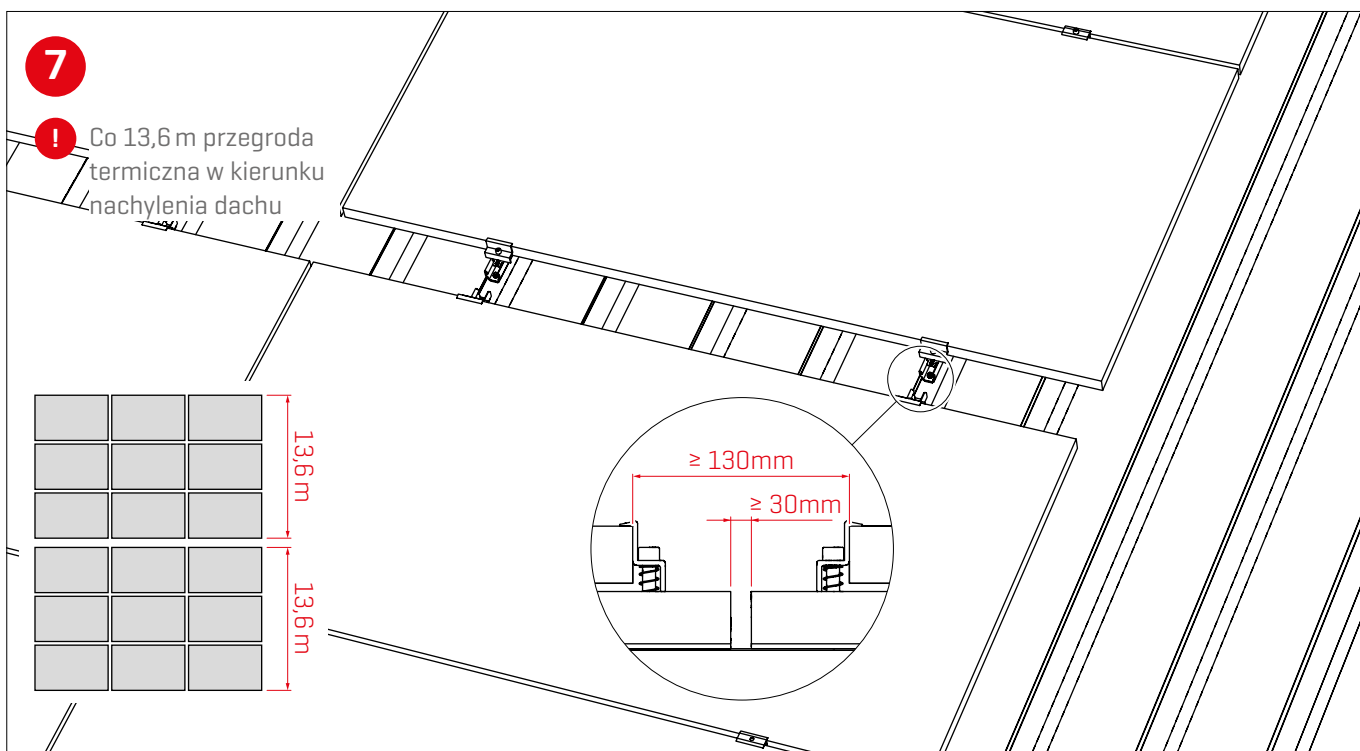 7
!
Co 13,6 m przegroda
termiczna w kierunku
nachylenia dachu
13,6 m
13,6 m
≥ 130mm
≥ 30mm